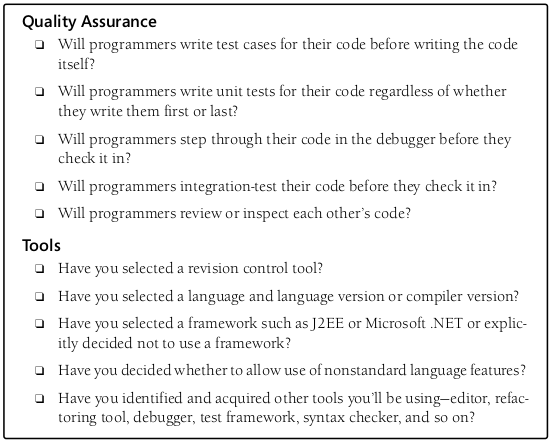 Quality Assurance
❑ Will programmers write test cases for their code before writing the code
itself?
❑ Will programmers write unit tests for their code regardless of whether
they write them first or last?
❑ Will programmers step through their code in the debugger before they
check it in?
❑ Will programmers integration-test their code before they check it in?
❑ Will programmers review or inspect each other's code?
Tools
❑ Have you selected a revision control tool?
❑ Have you selected a language and language version or compiler version?
❑ Have you selected a framework such as J2EE or Microsoft .NET or explic-
itly decided not to use a framework?
❑ Have you decided whether to allow use of nonstandard language features?
❑ Have you identified and acquired other tools you'll be using—editor, refac-
toring tool, debugger, test framework, syntax checker, and so on?